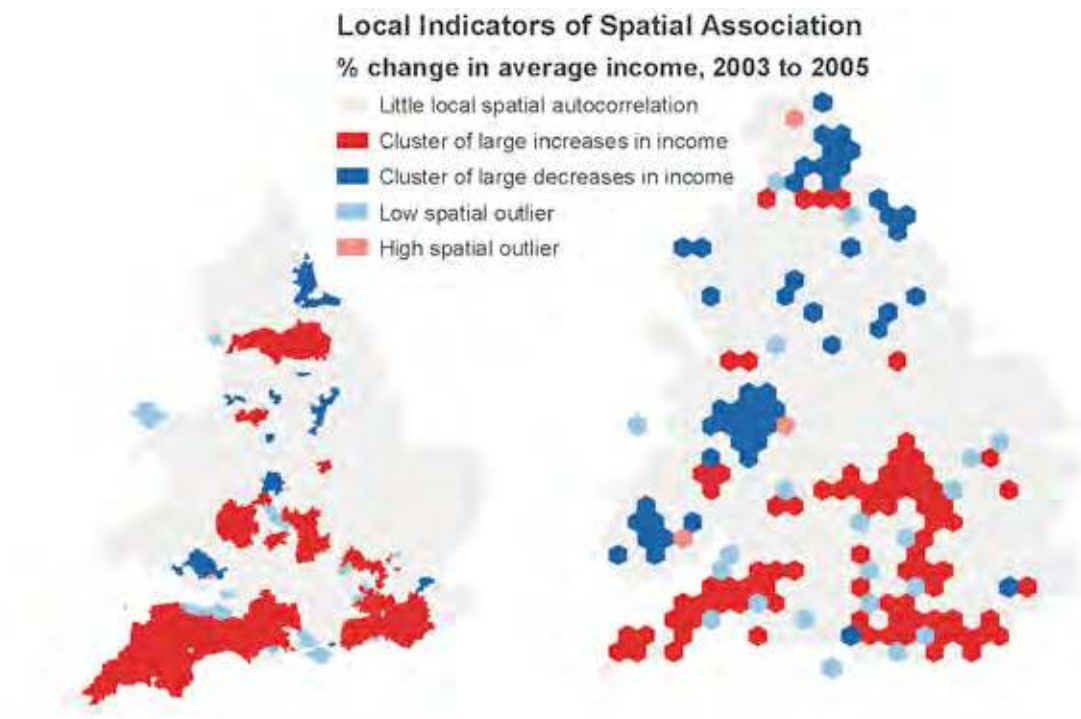 Local Indicators of Spatial Association
% change in average income, 2003 to 2005
Little local spatial autocorrelation
Cluster of large increases in income
Cluster of large decreases in income
Low spatial outlier
High spatial outlier